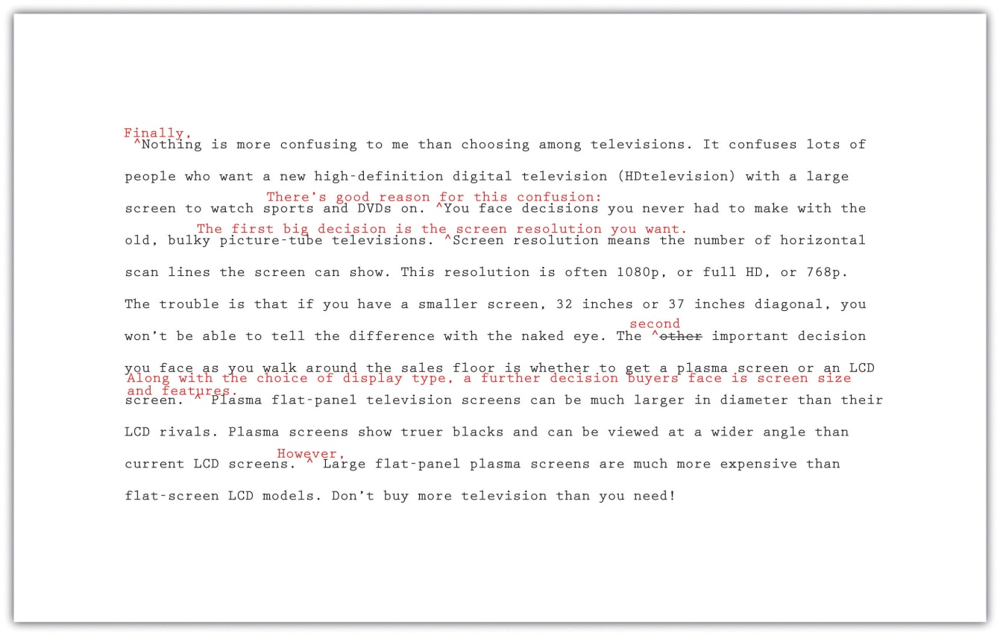 Finally,
^Nothing is more confusing to me than choosing among televisions. It confuses lots of
people who want a new high-definition digital television (HDtelevision) with a large
There's good reason for this confusion:
screen to watch sports and DVDs on. ^You face decisions you never had to make with the
The first big decision is the screen resolution you want.
old, bulky picture-tube televisions. ^Screen resolution means the number of horizontal
scan lines the screen can show. This resolution is often 1080p, or full HD, or 768p.
The trouble is that if you have a smaller screen, 32 inches or 37 inches diagonal, you
second
won't be able to tell the difference with the naked eye. The ^other important decision
you face as you walk around the sales floor is whether to get a plasma screen or an LCD
Along with the choice of display type, a further decision buyers face is screen size
and features.
screen. ^ Plasma flat-panel television screens can be much larger in diameter than their
LCD rivals. Plasma screens show truer blacks and can be viewed at a wider angle than
However,
current LCD screens. ^ Large flat-panel plasma screens are much more expensive than
flat-screen LCD models. Don't buy more television than you need!